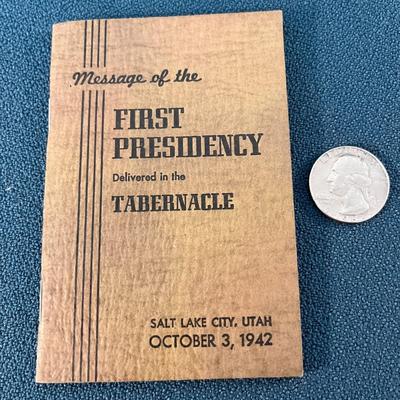 Message of the
FIRST
PRESIDENCY
Delivered in the
TABERNACLE
SALT LAKE CITY, UTAH
OCTOBER 3, 1942